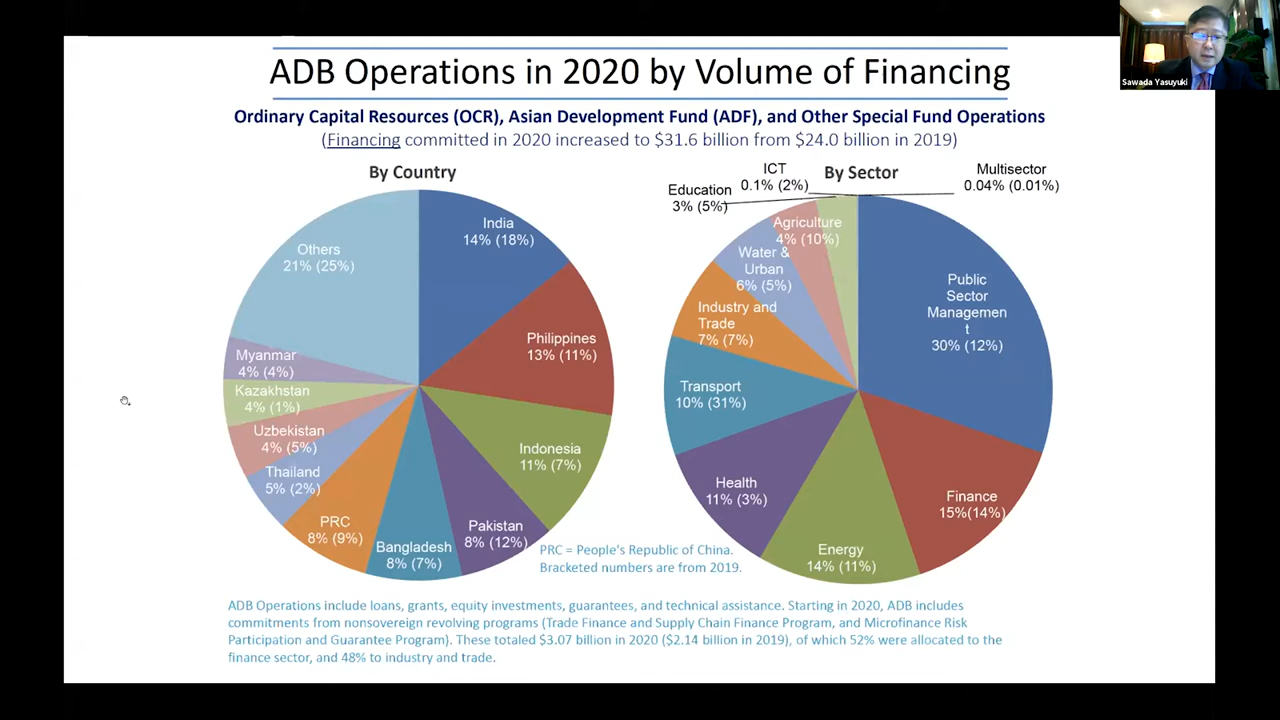 Sawada Yasuyuki
ADB Operations in 2020 by Volume of Financing
Ordinary Capital Resources (OCR), Asian Development Fund (ADF), and Other Special Fund Operations
(Financing committed in 2020 increased to $31.6 billion from $24.0 billion in 2019)
By Country
India
14% (18%)
Philippines
13% (11%)
Indonesia
11% (7%)
Pakistan
8% (12%)
Bangladesh
8% (7%)
PRC
8% (9%)
Thailand
5% (2%)
Uzbekistan
4% (5%)
Kazakhstan
4% (1%)
Myanmar
4% (4%)
Others
21% (25%)
By Sector
Public
Sector
Managemen
t
30% (12%)
Finance
15%(14%)
Energy
14% (11%)
Health
11% (3%)
Transport
10% (31%)
Industry and
Trade
7% (7%)
Water &
Urban
6% (5%)
Agriculture
4% (10%)
Education
3% (5%)
ICT
0.1% (2%)
Multisector
0.04% (0.01%)
PRC = People's Republic of China.
Bracketed numbers are from 2019.
ADB Operations include loans, grants, equity investments, guarantees, and technical assistance. Starting in 2020, ADB includes
commitments from nonsovereign revolving programs (Trade Finance and Supply Chain Finance Program, and Microfinance Risk
Participation and Guarantee Program). These totaled $3.07 billion in 2020 ($2.14 billion in 2019), of which 52% were allocated to the
finance sector, and 48% to industry and trade.